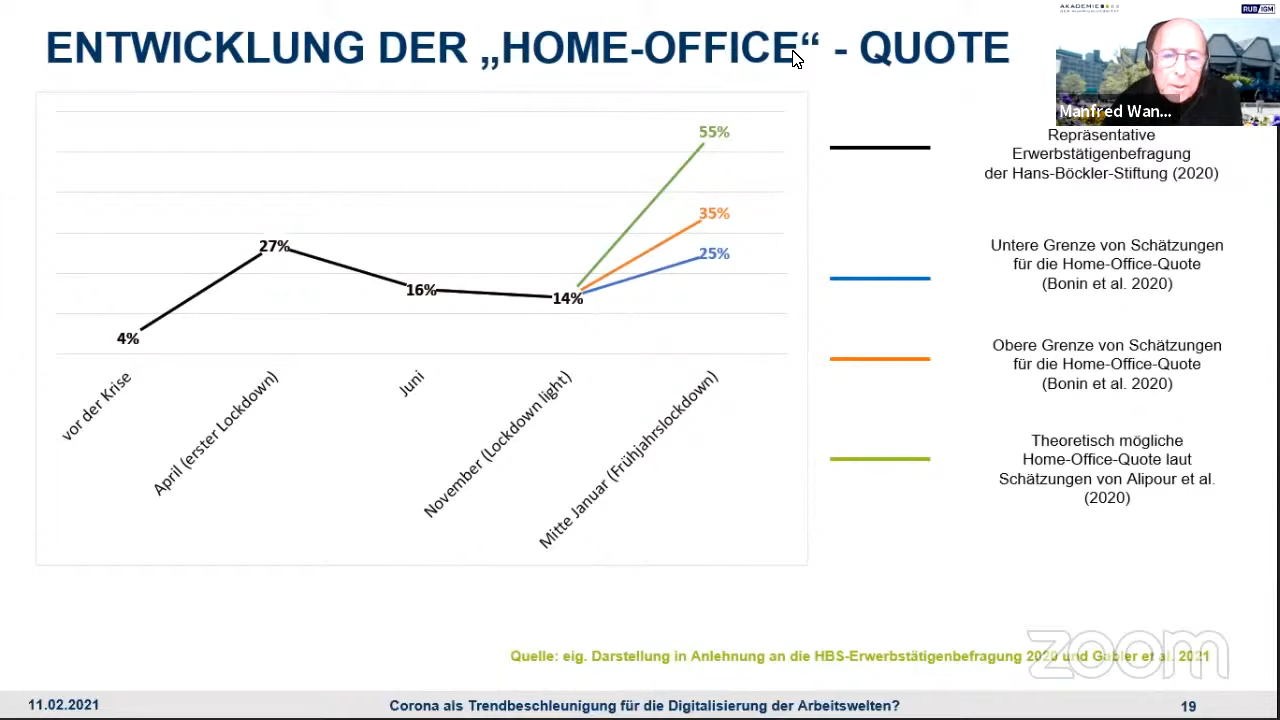 AKADEMIE
RUB/IGM
ENTWICKLUNG DER „HOME-OFFICE“ - QUOTE
Manfred Wan...
55%
35%
27%
25%
16%
14%
4%
vor der Krise
April (erster Lockdown)
Juni
November (Lockdown light)
Mitte Januar (Frühjahrslockdown)
Repräsentative
Erwerbstätigenbefragung
der Hans-Böckler-Stiftung (2020)
Untere Grenze von Schätzungen
für die Home-Office-Quote
(Bonin et al. 2020)
Obere Grenze von Schätzungen
für die Home-Office-Quote
(Bonin et al. 2020)
Theoretisch mögliche
Home-Office-Quote laut
Schätzungen von Alipour et al.
(2020)
Quelle: eig. Darstellung in Anlehnung an die HBS-Erwerbstätigenbefragung 2020 und Gabler et al. 2021
zoom
11.02.2021
Corona als Trendbeschleunigung für die Digitalisierung der Arbeitswelten?
19